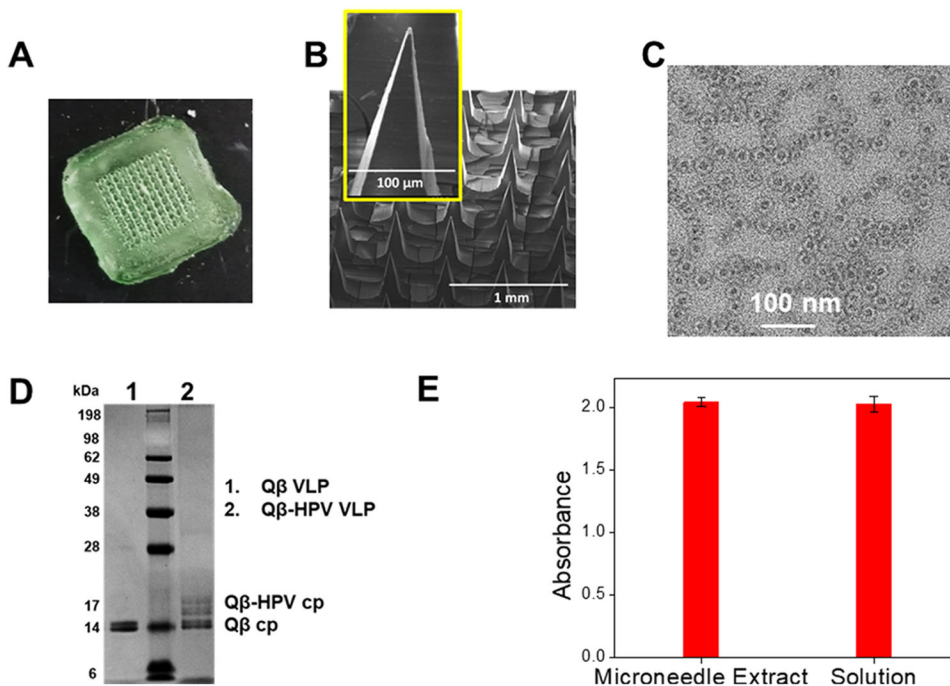 A
B
C
100 µm
1 mm
100 nm
D
kDa
1
2
198
98
62
49
38
28
17
14
6
1. Qβ VLP
2. Qβ-HPV VLP
Qβ-HPV cp
Qβ cp
E
Absorbance
2.0
1.5
1.0
0.5
0.0
Microneedle Extract
Solution